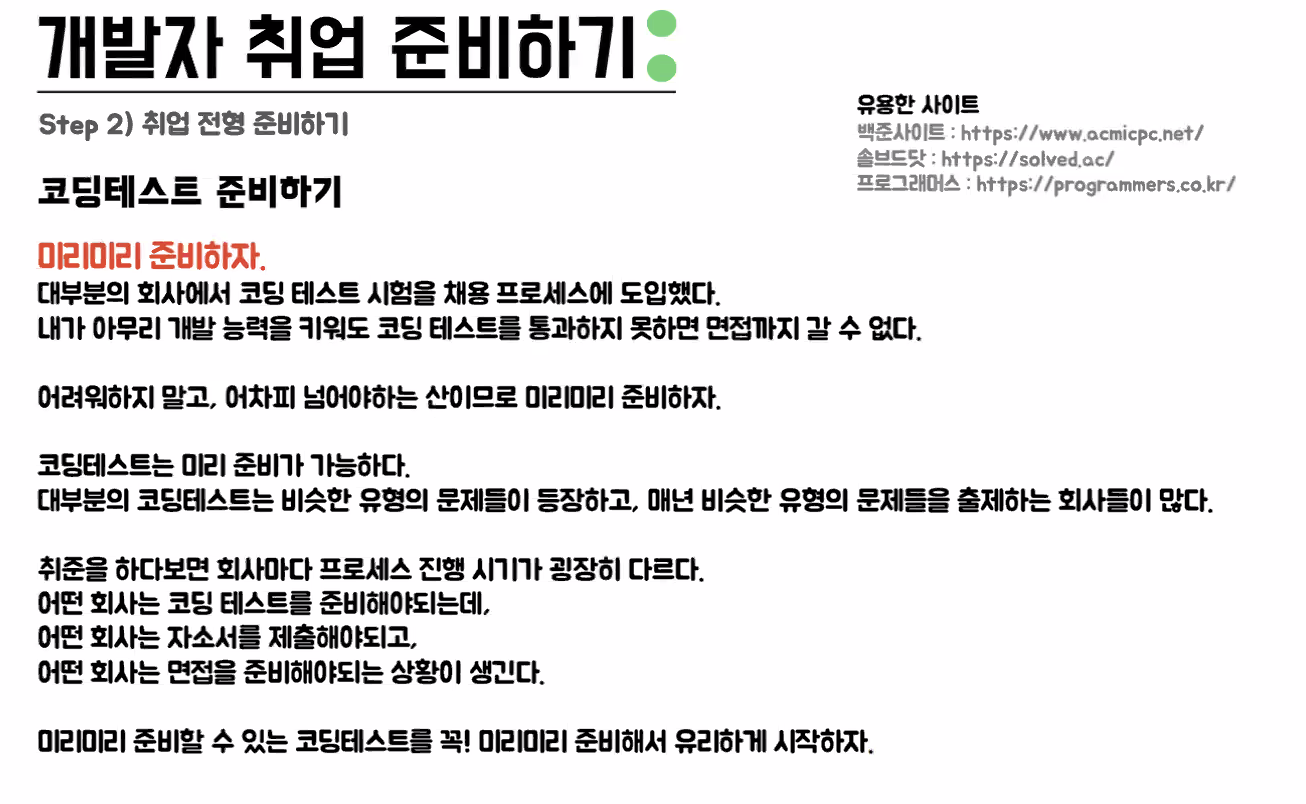 개발자 취업 준비하기:
Step 2) 취업 전형 준비하기
유용한 사이트
백준사이트 : https://www.acmicpc.net/
솔브드닷 : https://solved.ac/
프로그래머스 : https://programmers.co.kr/
코딩테스트 준비하기
미리미리 준비하자.
대부분의 회사에서 코딩 테스트 시험을 채용 프로세스에 도입했다.
내가 아무리 개발 능력을 키워도 코딩 테스트를 통과하지 못하면 면접까지 갈 수 없다.
어려워하지 말고, 어차피 넘어야하는 산이므로 미리미리 준비하자.
코딩테스트는 미리 준비가 가능하다.
대부분의 코딩테스트는 비슷한 유형의 문제들이 등장하고, 매년 비슷한 유형의 문제들을 출제하는 회사들이 많다.
취준을 하다보면 회사마다 프로세스 진행 시기가 굉장히 다르다.
어떤 회사는 코딩 테스트를 준비해야되는데,
어떤 회사는 자소서를 제출해야되고,
어떤 회사는 면접을 준비해야되는 상황이 생긴다.
미리미리 준비할 수 있는 코딩테스트를 꼭! 미리미리 준비해서 유리하게 시작하자.